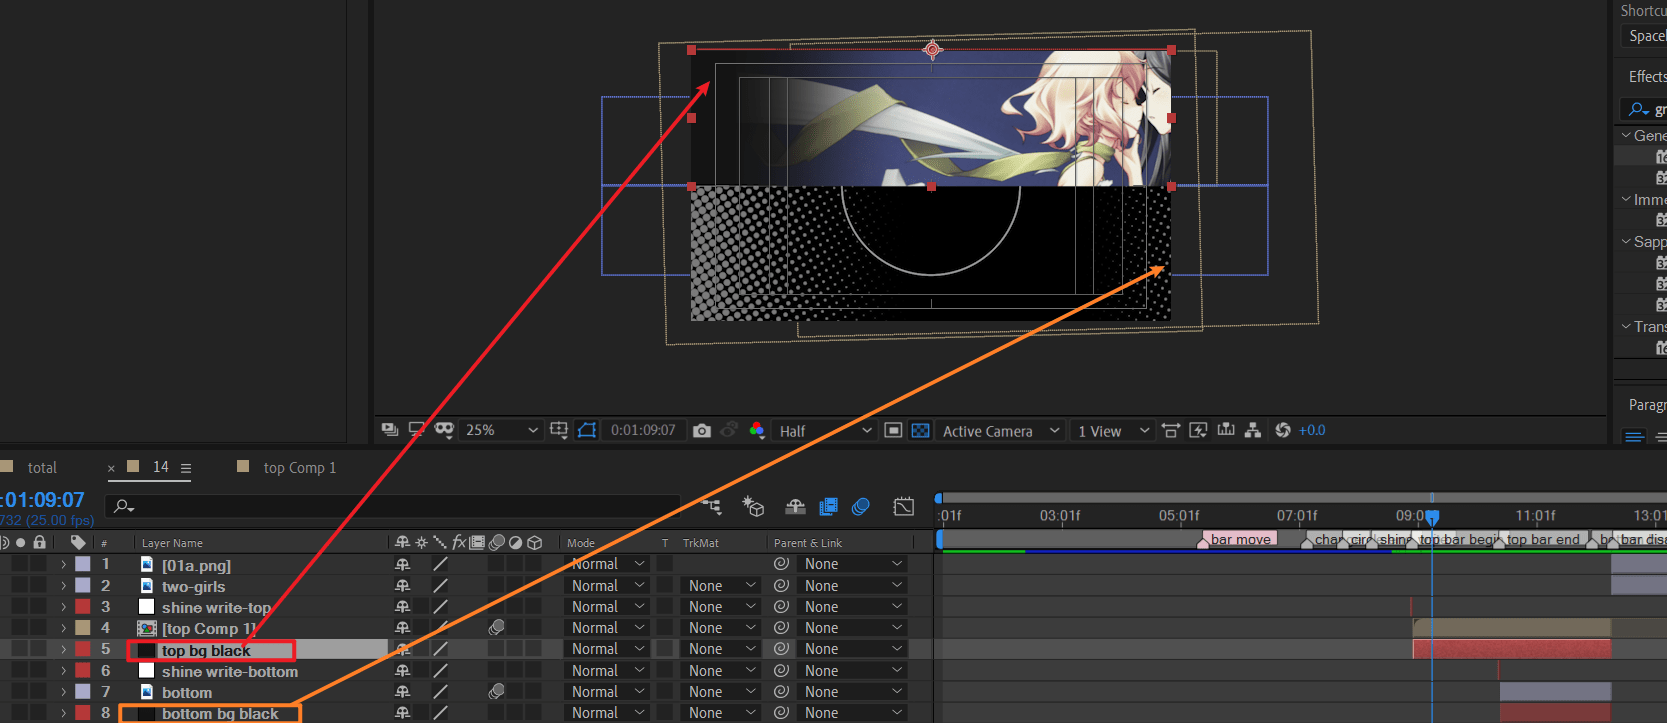 Shortcu
Space
Effects
gr
Gene
Imme
Sapp
Trans
Paragr
25%
0:01:09:07
Half
Active Camera
1 View
+0.0
total
× 14
top Comp 1
:01:09:07
732 (25.00 fps)
:01f 03:01f 05:01f 07:01f 09:0 11:01f 13:01
# Layer Name fx Mode T TrkMat Parent & Link
bar move shine top bar begi top bar end
1 [01a.png] Normal None
2 two-girls Normal None None
3 shine write-top Normal None None
4 [top Comp 1] Normal None None
5 top bg black Normal None None
6 shine write-bottom Normal None None
7 bottom Normal None None
8 bottom bg black Normal None None